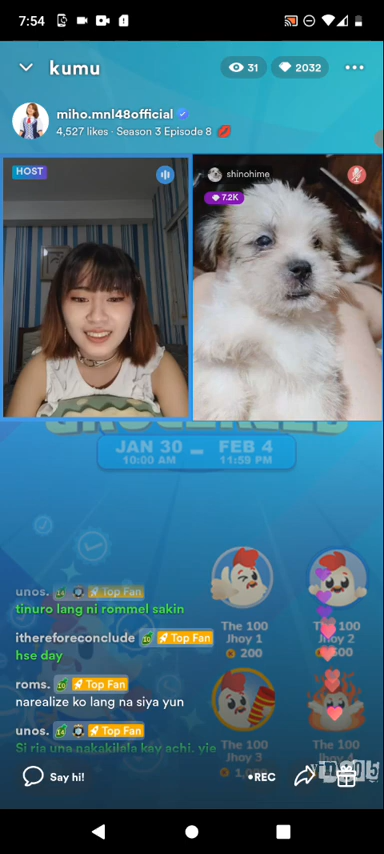 7:54
kumu
31
2032
miho.mnl48official
4,527 likes · Season 3 Episode 8
HOST
shinohime
7.2K
JAN 30 - FEB 4
10:00 AM 11:59 PM
unos. 14 Top Fan
tinuro lang ni rommel sakin
ithereforeconclude 10 Top Fan
hse day
roms. 10 Top Fan
narealize ko lang na siya yun
unos. 14 Top Fan
Si ria una nakakilala kay achi. yie
The 100
Jhoy 1
200
100
Jhoy 2
The 100
Jhoy 3
Say hi!
•REC